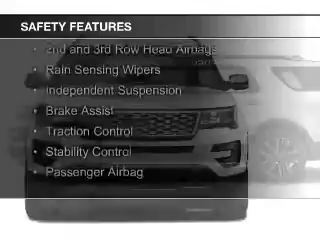 SAFETY FEATURES
• 2nd and 3rd Row Head Airbags
• Rain Sensing Wipers
• Independent Suspension
• Brake Assist
• Traction Control
• Stability Control
• Passenger Airbag